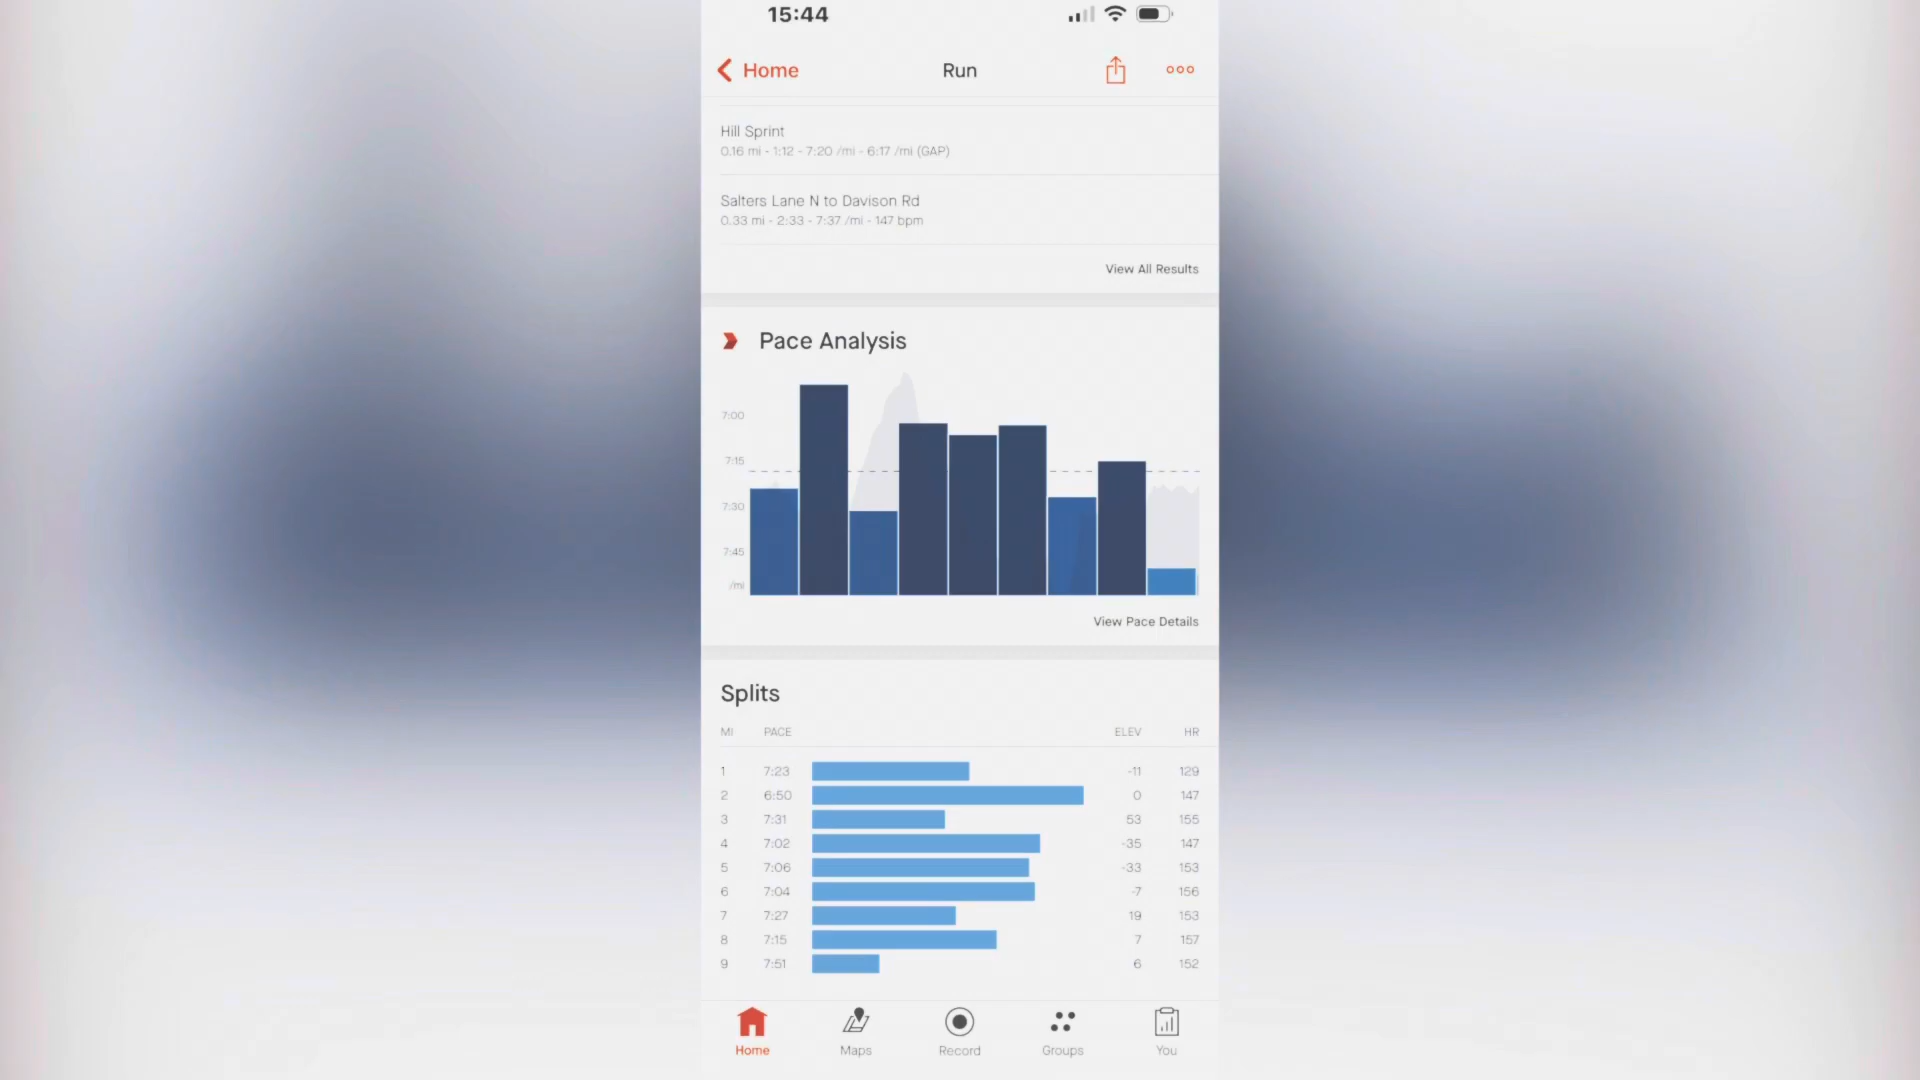 15:44
Home Run
Hill Sprint
0.16 mi - 1:12 - 7:20 /mi - 6:17 /mi (GAP)
Salters Lane N to Davison Rd
0.33 mi - 2:33 - 7:37 /mi - 147 bpm
View All Results
Pace Analysis
7:00
7:15
7:30
7:45
/mi
View Pace Details
Splits
MI PACE ELEV HR
1 7:23 -11 129
2 6:50 0 147
3 7:31 53 155
4 7:02 -35 147
5 7:06 -33 153
6 7:04 -7 156
7 7:27 19 153
8 7:15 7 157
9 7:51 6 152
Home Maps Record Groups You